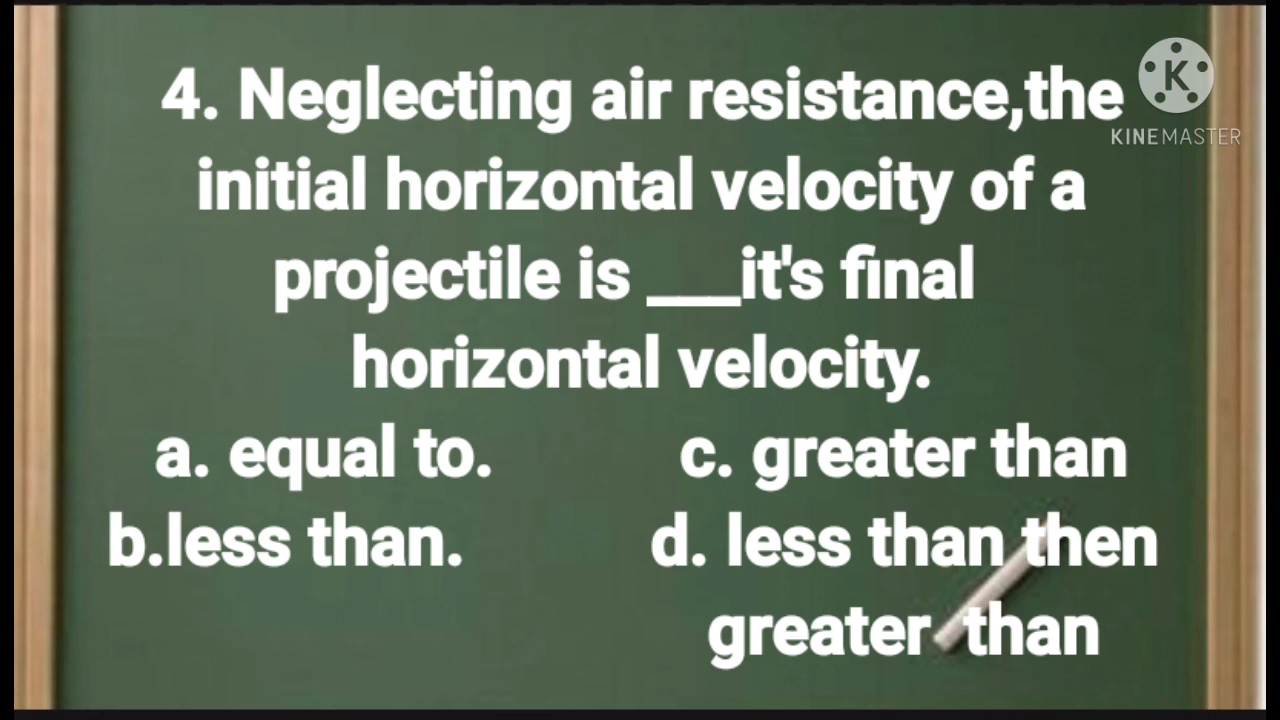 4. Neglecting air resistance,the
initial horizontal velocity of a
projectile is ___it's final
horizontal velocity.
a. equal to.
c. greater than
b.less than.
d. less than then
greater than
K
KINEMASTER